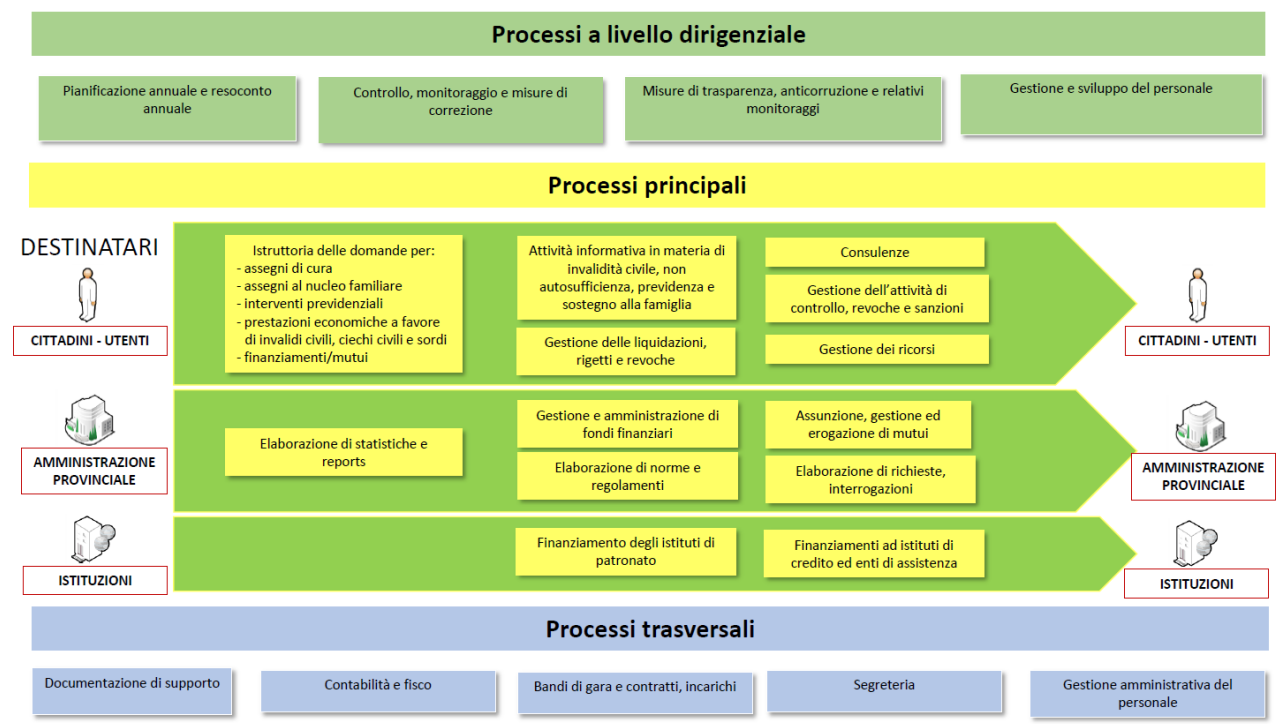 Processi a livello dirigenziale
Pianificazione annuale e resoconto
annuale
Controllo, monitoraggio e misure di
correzione
Misure di trasparenza, anticorruzione e relativi
monitoraggi
Gestione e sviluppo del personale
Processi principali
DESTINATARI
CITTADINI - UTENTI
Istruttoria delle domande per:
- assegni di cura
- assegni al nucleo familiare
- interventi previdenziali
- prestazioni economiche a favore
di invalidi civili, ciechi civili e sordi
- finanziamenti/mutui
Attività informativa in materia di
invalidità civile, non
autosufficienza, previdenza e
sostegno alla famiglia
Gestione delle liquidazioni,
rigetti e revoche
Consulenze
Gestione dell'attività di
controllo, revoche e sanzioni
Gestione dei ricorsi
CITTADINI - UTENTI
AMMINISTRAZIONE
PROVINCIALE
Elaborazione di statistiche e
reports
Gestione e amministrazione di
fondi finanziari
Elaborazione di norme e
regolamenti
Assunzione, gestione ed
erogazione di mutui
Elaborazione di richieste,
interrogazioni
AMMINISTRAZIONE
PROVINCIALE
ISTITUZIONI
Finanziamento degli istituti di
patronato
Finanziamenti ad istituti di
credito ed enti di assistenza
ISTITUZIONI
Processi trasversali
Documentazione di supporto
Contabilità e fisco
Bandi di gara e contratti, incarichi
Segreteria
Gestione amministrativa del
personale